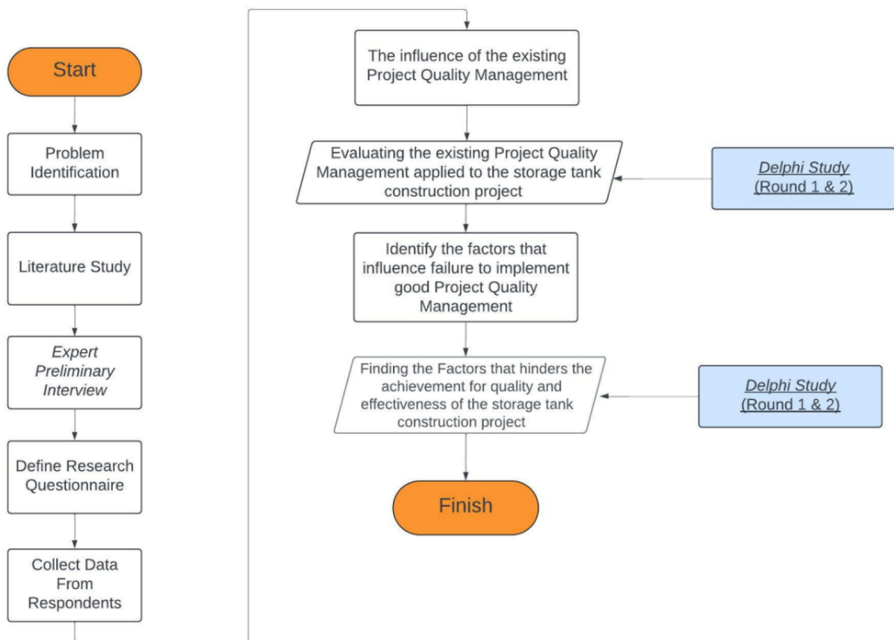 Start
Problem
Identification
Literature Study
Expert
Preliminary
Interview
Define Research
Questionnaire
Collect Data
From
Respondents
The influence of the existing
Project Quality Management
Evaluating the existing Project Quality
Management applied to the storage tank
construction project
Delphi Study
(Round 1 & 2)
Identify the factors that
influence failure to implement
good Project Quality
Management
Finding the Factors that hinders the
achievement for quality and
effectiveness of the storage tank
construction project
Delphi Study
(Round 1 & 2)
Finish